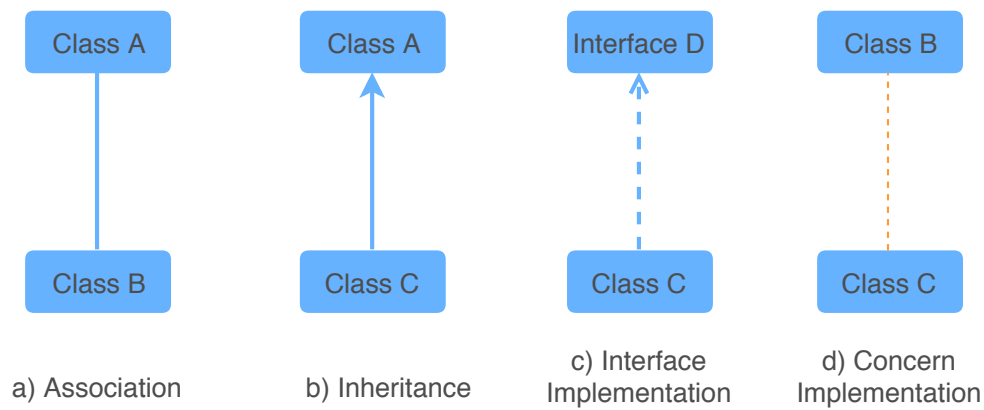 Class A
Class A
Interface D
Class B
Class B
Class C
Class C
Class C
a) Association
b) Inheritance
c) Interface
Implementation
d) Concern
Implementation